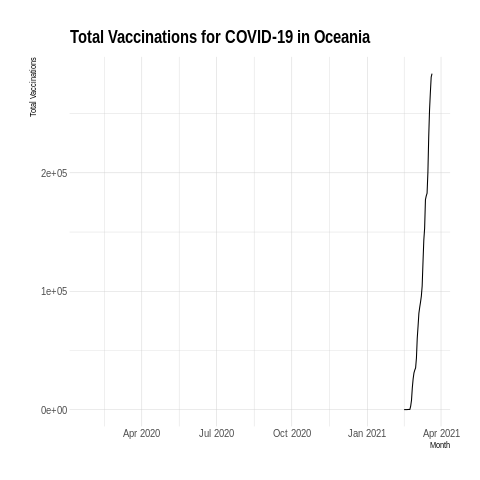 Total Vaccinations for COVID-19 in Oceania
Total Vaccinations
2e+05
1e+05
0e+00
Apr 2020 Jul 2020 Oct 2020 Jan 2021 Apr 2021
Month